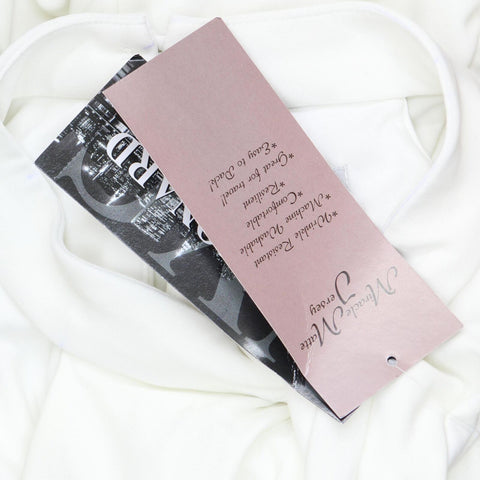 Miracle Matte
Jersey
*Wrinkle Resistant
*Machine Washable
*Comfortable
*Resilient
*Great for travel!
*Easy to Pack!